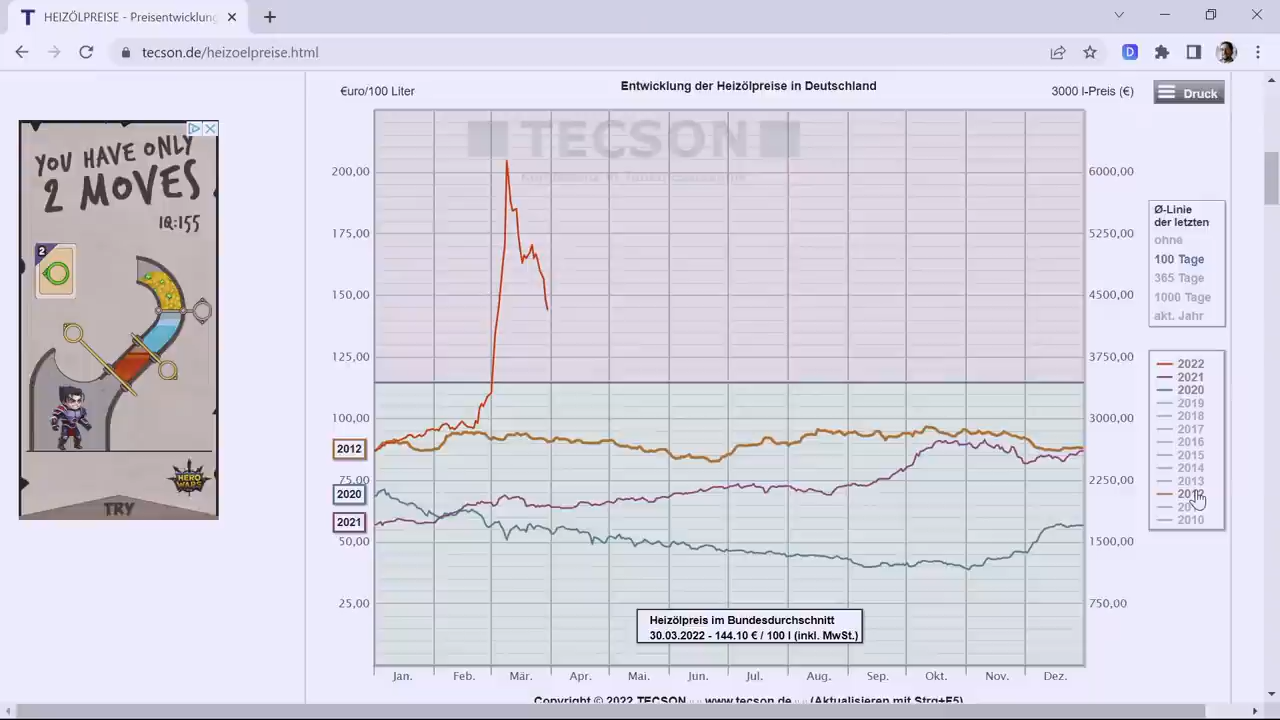 HEIZÖLPREISE - Preisentwicklung
tecson.de/heizoelpreise.html
€uro/100 Liter
Entwicklung der Heizölpreise in Deutschland
3000 l-Preis (€)
Druck
TECSON
YOU HAVE ONLY
2 MOVES
IQ:155
2
HERO
WARS
TRY
200,00
175,00
150,00
125,00
100,00
75,00
50,00
25,00
2012
2020
2021
6000,00
5250,00
4500,00
3750,00
3000,00
2250,00
1500,00
750,00
Ø-Linie
der letzten
ohne
100 Tage
365 Tage
1000 Tage
akt. Jahr
2022
2021
2020
2019
2018
2017
2016
2015
2014
2013
2010
Heizölpreis im Bundesdurchschnitt
30.03.2022 - 144.10 € / 100 l (inkl. MwSt.)
Jan. Feb. Mär. Apr. Mai. Jun. Jul. Aug. Sep. Okt. Nov. Dez.
Copyright © 2022 TECSON www.tecson.de (Aktualisieren mit Strg+F5)